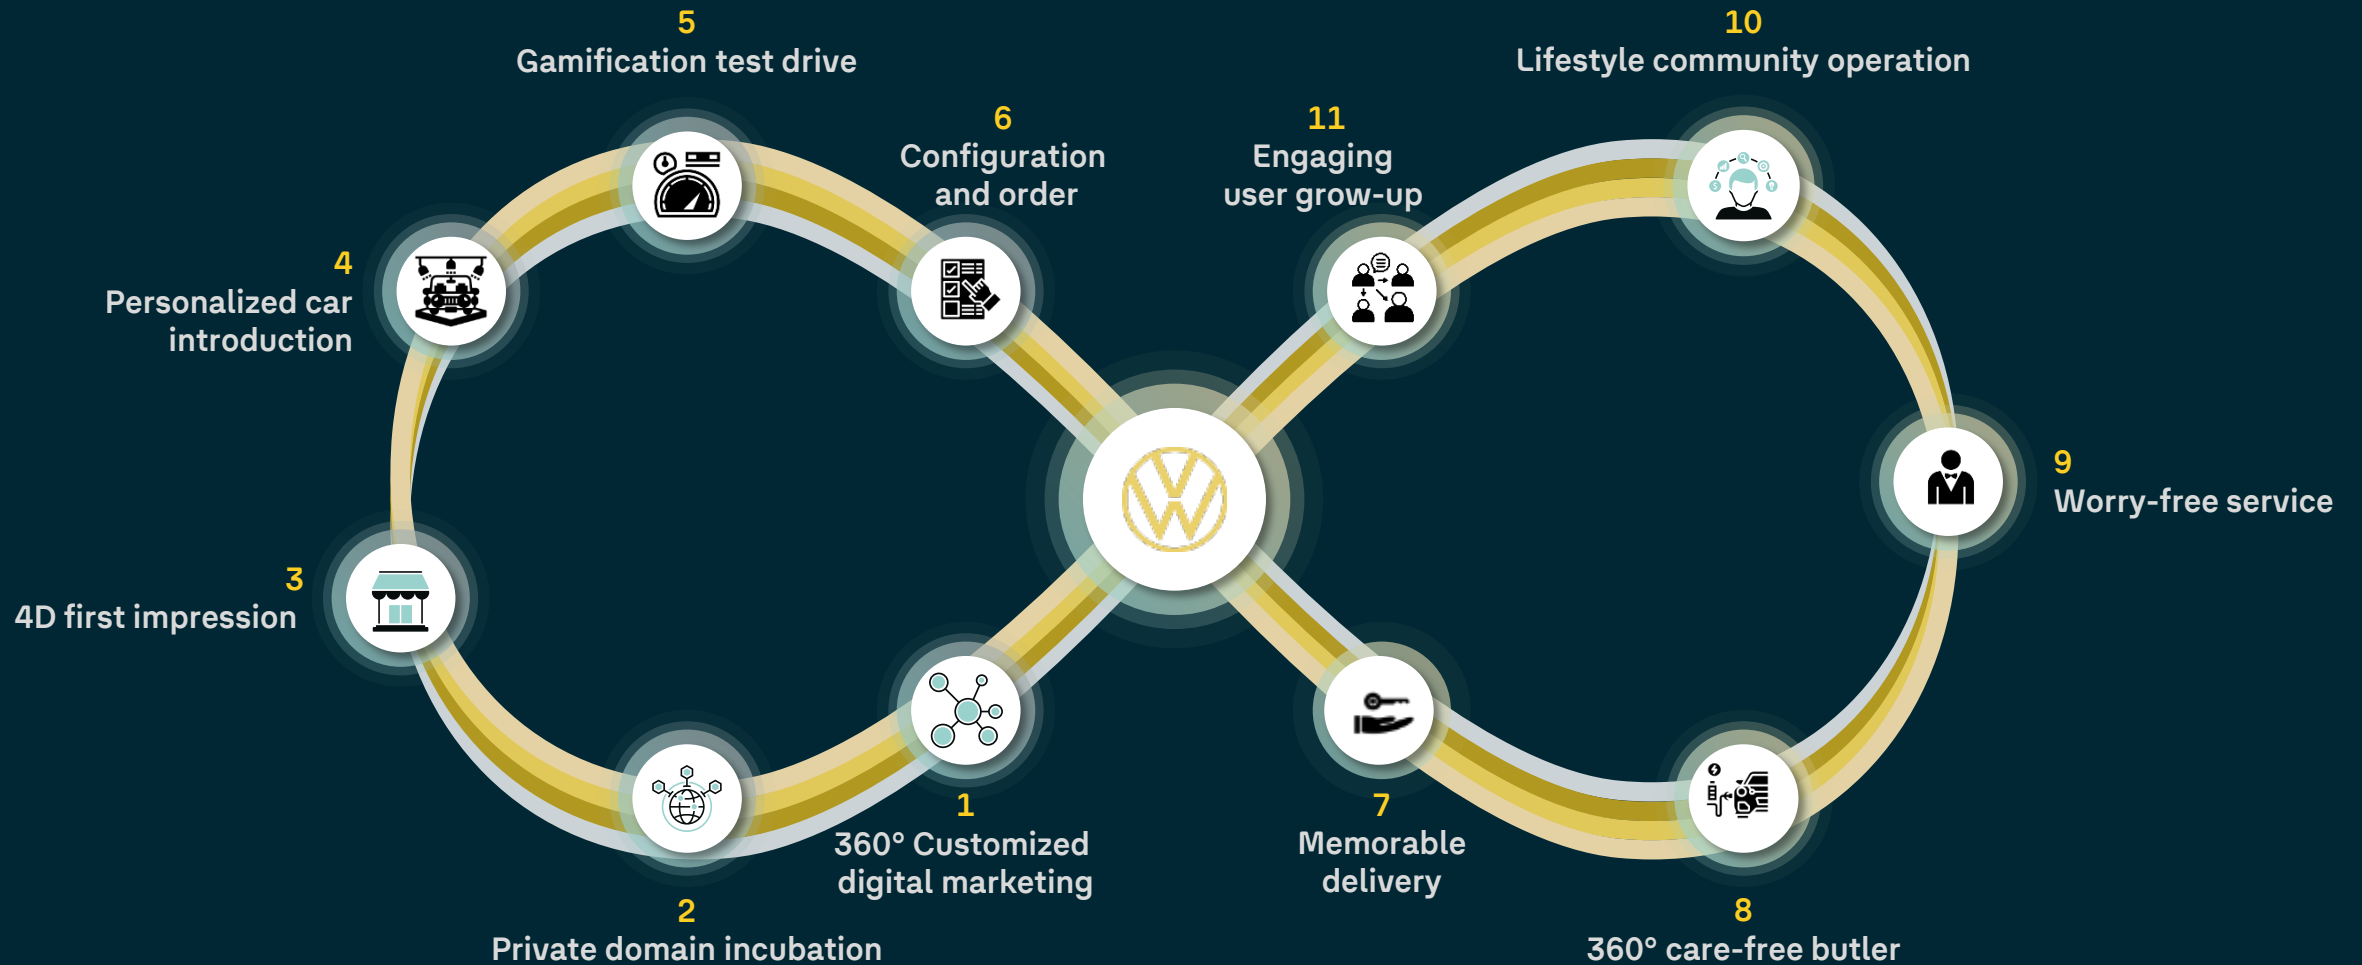 5
Gamification test drive
10
Lifestyle community operation
6
Configuration
and order
11
Engaging
user grow-up
4
Personalized car
introduction
9
Worry-free service
3
4D first impression
1
360° Customized
digital marketing
7
Memorable
delivery
2
Private domain incubation
8
360° care-free butler